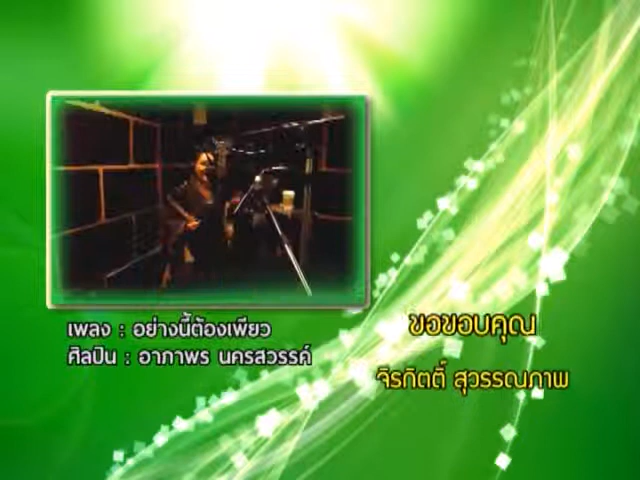 เพลง : อย่างนี้ต้องเพียว
ศิลปิน : อาภาพร นครสวรรค์
ขอขอบคุณ
จิรกิตติ์ สุวรรณภาพ